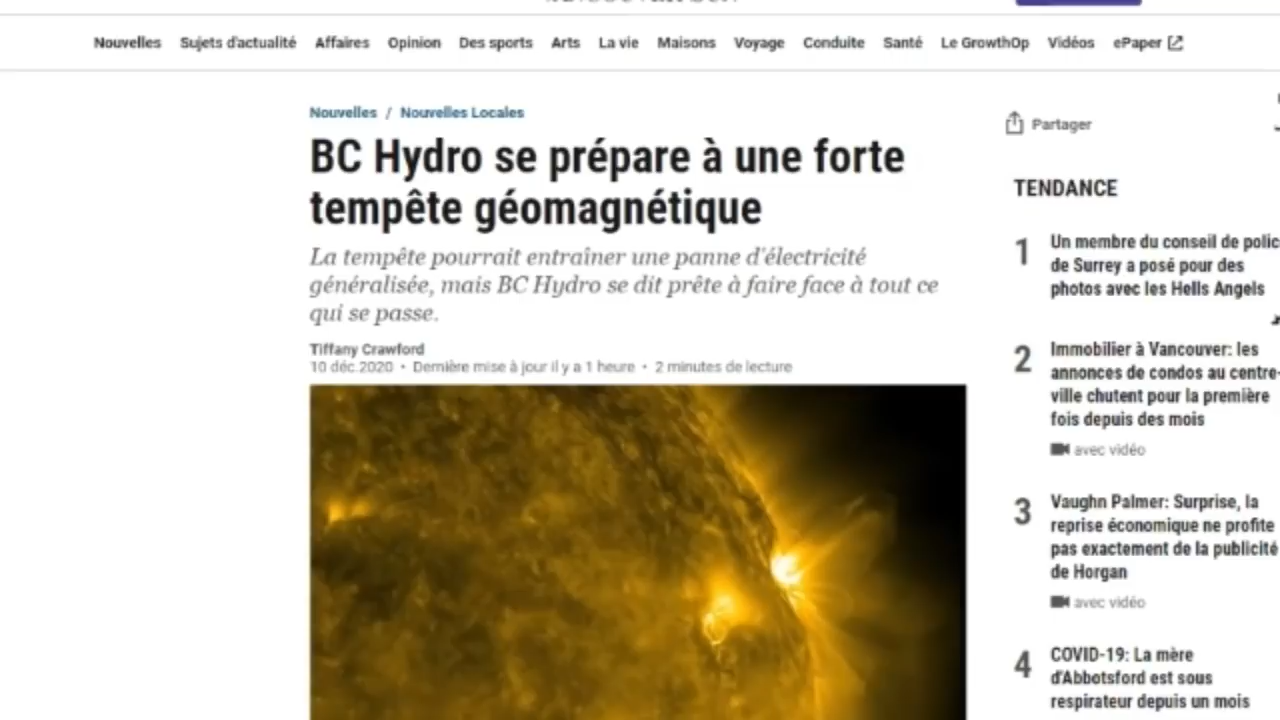 Nouvelles Sujets d'actualité Affaires Opinion Des sports Arts La vie Maisons Voyage Conduite Santé Le GrowthOp Vidéos ePaper
Nouvelles / Nouvelles Locales
BC Hydro se prépare à une forte
tempête géomagnétique
La tempête pourrait entraîner une panne d'électricité
généralisée, mais BC Hydro se dit prête à faire face à tout ce
qui se passe.
Tiffany Crawford
10 déc.2020 • Dernière mise à jour il y a 1 heure • 2 minutes de lecture
Partager
TENDANCE
1
Un membre du conseil de polic
de Surrey a posé pour des
photos avec les Hells Angels
2
Immobilier à Vancouver: les
annonces de condos au centre-
ville chutent pour la première
fois depuis des mois
avec vidéo
3
Vaughn Palmer: Surprise, la
reprise économique ne profite
pas exactement de la publicité
de Horgan
avec vidéo
4
COVID-19: La mère
d'Abbotsford est sous
respirateur depuis un mois